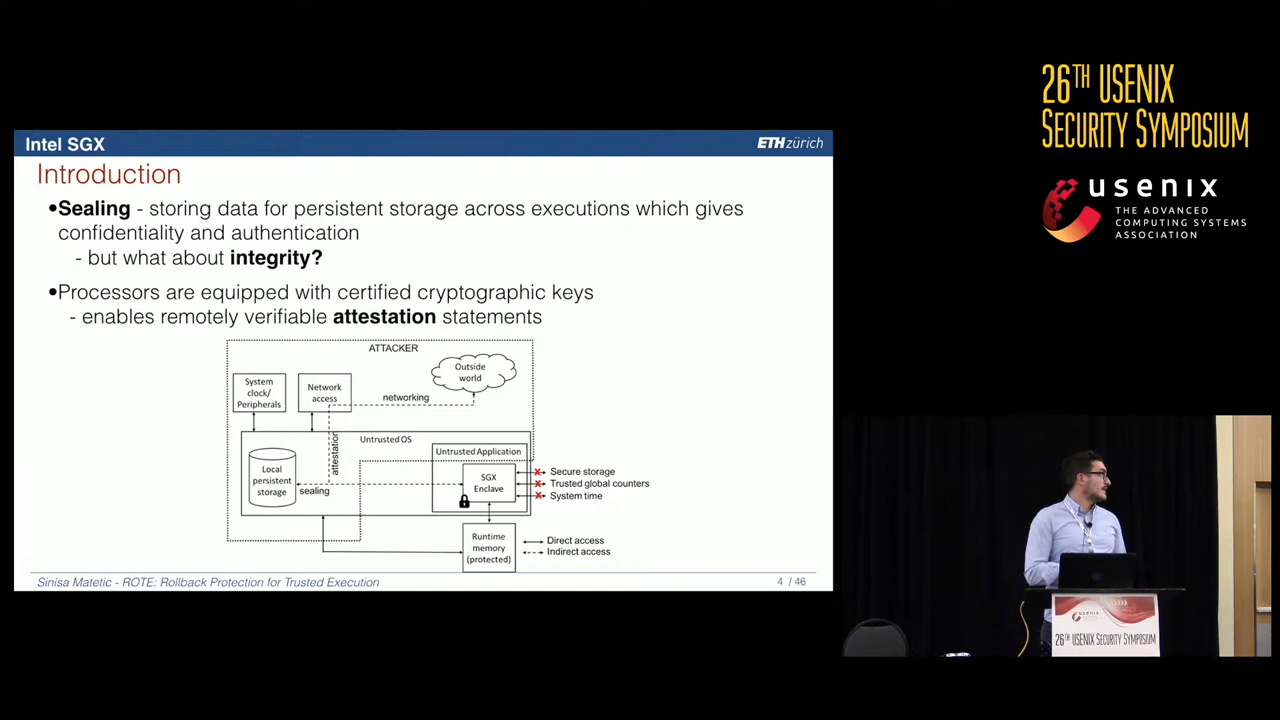 26TH USENIX
SECURITY SYMPOSIUM
usenix
THE ADVANCED
COMPUTING SYSTEMS
ASSOCIATION
Intel SGX
ETHzürich
Introduction
•Sealing - storing data for persistent storage across executions which gives
confidentiality and authentication
- but what about integrity?
•Processors are equipped with certified cryptographic keys
- enables remotely verifiable attestation statements
ATTACKER
System
clock/
Peripherals
Network
access
Outside
world
networking
attestation
Untrusted OS
Untrusted Application
Local
persistent
storage
sealing
SGX
Enclave
Secure storage
Trusted global counters
System time
Runtime
memory
(protected)
Direct access
Indirect access
Sinisa Matetic - ROTE: Rollback Protection for Trusted Execution
4 / 46
usenix
26TH USENIX SECURITY SYMPOSIUM